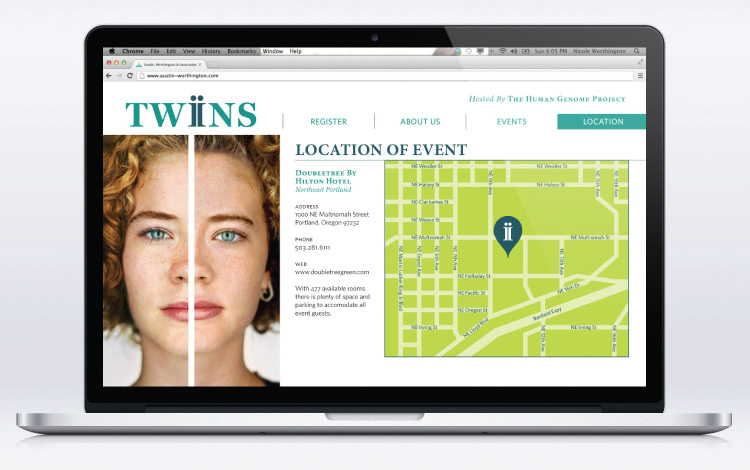 Chrome File Edit View History Bookmarks Window Help
Sun 6:05 PM Nicole Worthington
Austin Worthington & Associates
www.austin-worthington.com
Hosted By THE HUMAN GENOME PROJECT
TWiiNS
REGISTER ABOUT US EVENTS LOCATION
LOCATION OF EVENT
DOUBLETREE BY
HILTON HOTEL
Northeast Portland
ADDRESS
1000 NE Multnomah Street
Portland, Oregon 97232
PHONE
503.281.6111
WEB
www.doubletreegreen.com
With 477 available rooms
there is plenty of space and
parking to accomodate all
event guests.
NE Weidler St
NE Weidler St
NE Halsey St
NE Halsey St
NE Clackamas St
NE Wasco St
NE Multnomah St
NE Multnomah St
ii
NE Martin Luther King Jr Blvd
NE Grand Ave
NE 6th Ave
NE 7th Ave
NE 9th Ave
NE Holladay St
NE Pacific St
NE Oregon St
NE Lloyd Blvd
Banfield Expy
NE Irving St
NE Irving St
NE 12th Ave